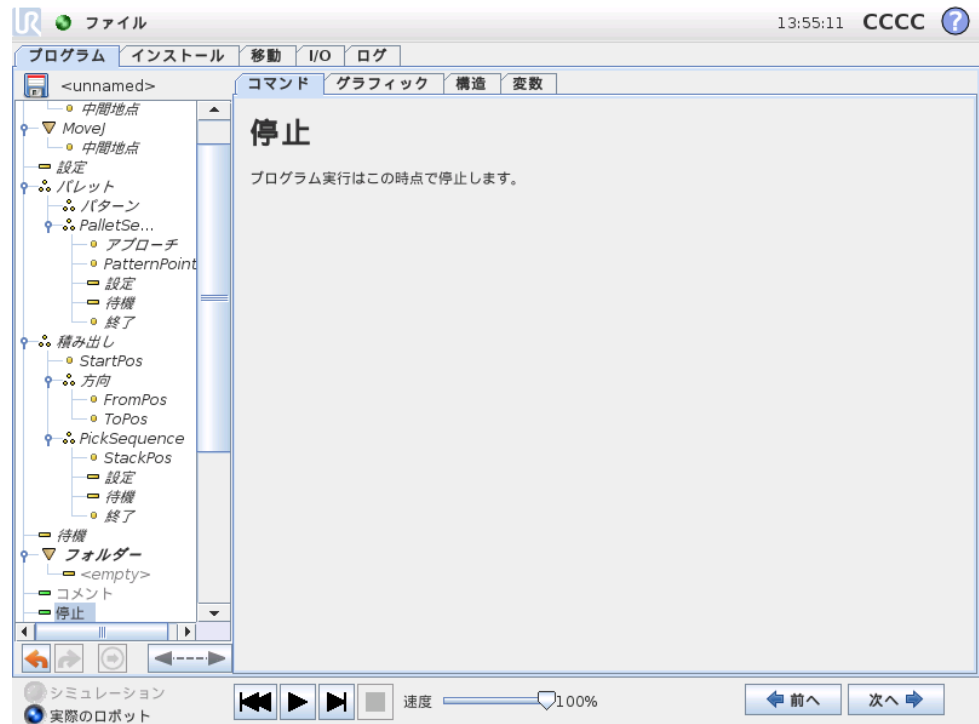 UR ファイル 13:55:11 CCCC ?
プログラム インストール 移動 I/O ログ
<unnamed>
コマンド グラフィック 構造 変数
中間地点
MoveJ
中間地点
設定
パレット
パターン
PalletSe...
アプローチ
PatternPoint
設定
待機
終了
積み出し
StartPos
方向
FromPos
ToPos
PickSequence
StackPos
設定
待機
終了
待機
フォルダー
<empty>
コメント
停止
停止
プログラム実行はこの時点で停止します。
シミュレーション
実際のロボット
速度 100%
前へ 次へ